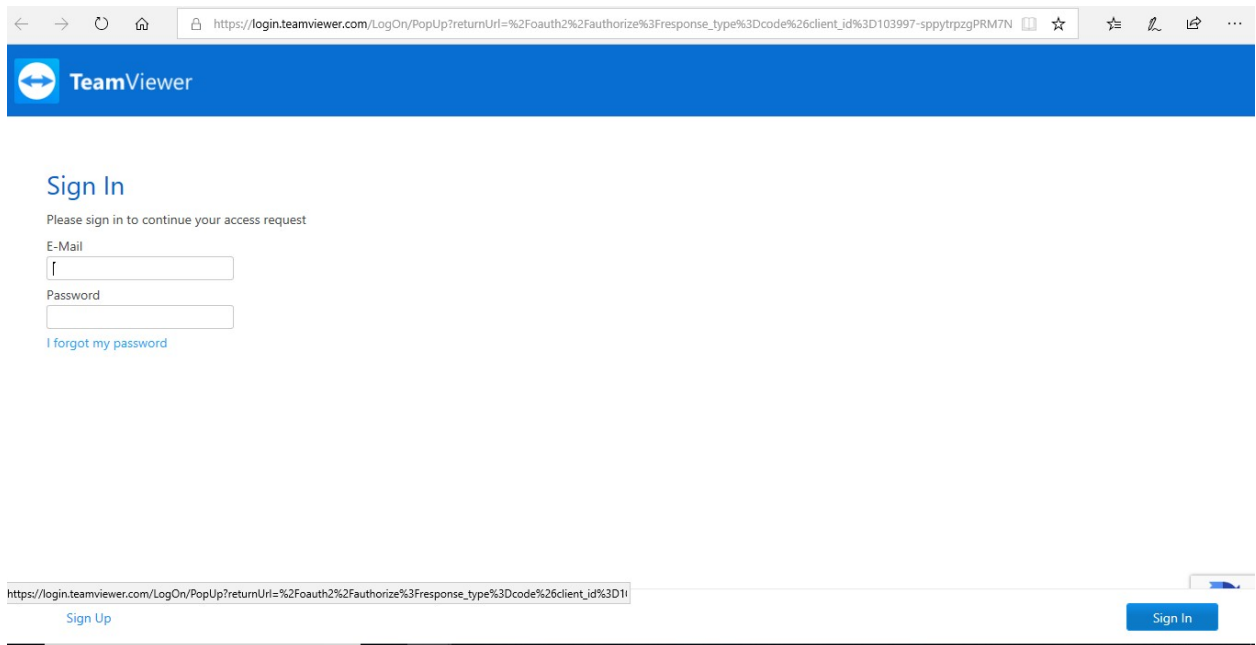 https://login.teamviewer.com/LogOn/PopUp?returnUrl=%2Foauth2%2Fauthorize%3Fresponse_type%3Dcode%26client_id%3D103997-sppytrpzgPRM7N
TeamViewer
Sign In
Please sign in to continue your access request
E-Mail
Password
I forgot my password
https://login.teamviewer.com/LogOn/PopUp?returnUrl=%2Foauth2%2Fauthorize%3Fresponse_type%3Dcode%26client_id%3D1
Sign Up
Sign In